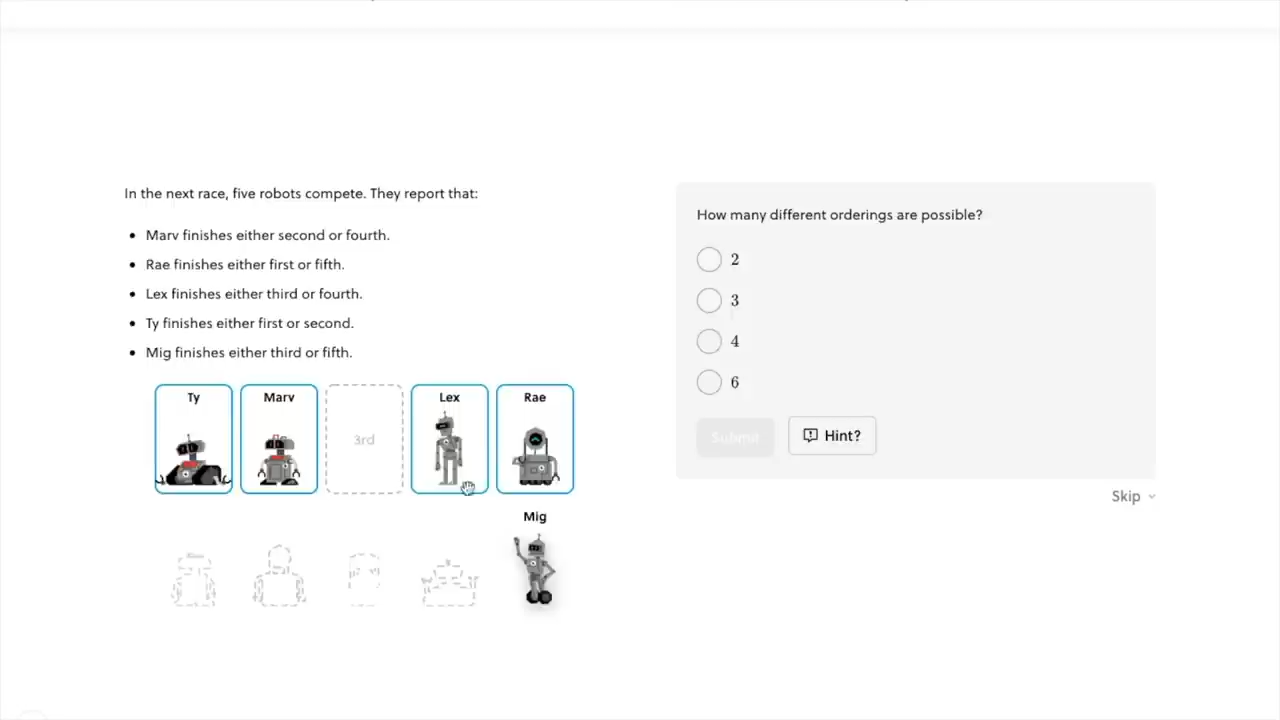 In the next race, five robots compete. They report that:
• Marv finishes either second or fourth.
• Rae finishes either first or fifth.
• Lex finishes either third or fourth.
• Ty finishes either first or second.
• Mig finishes either third or fifth.
Ty Marv Lex Rae
3rd
Mig
How many different orderings are possible?
2
3
4
6
Submit Hint?
Skip